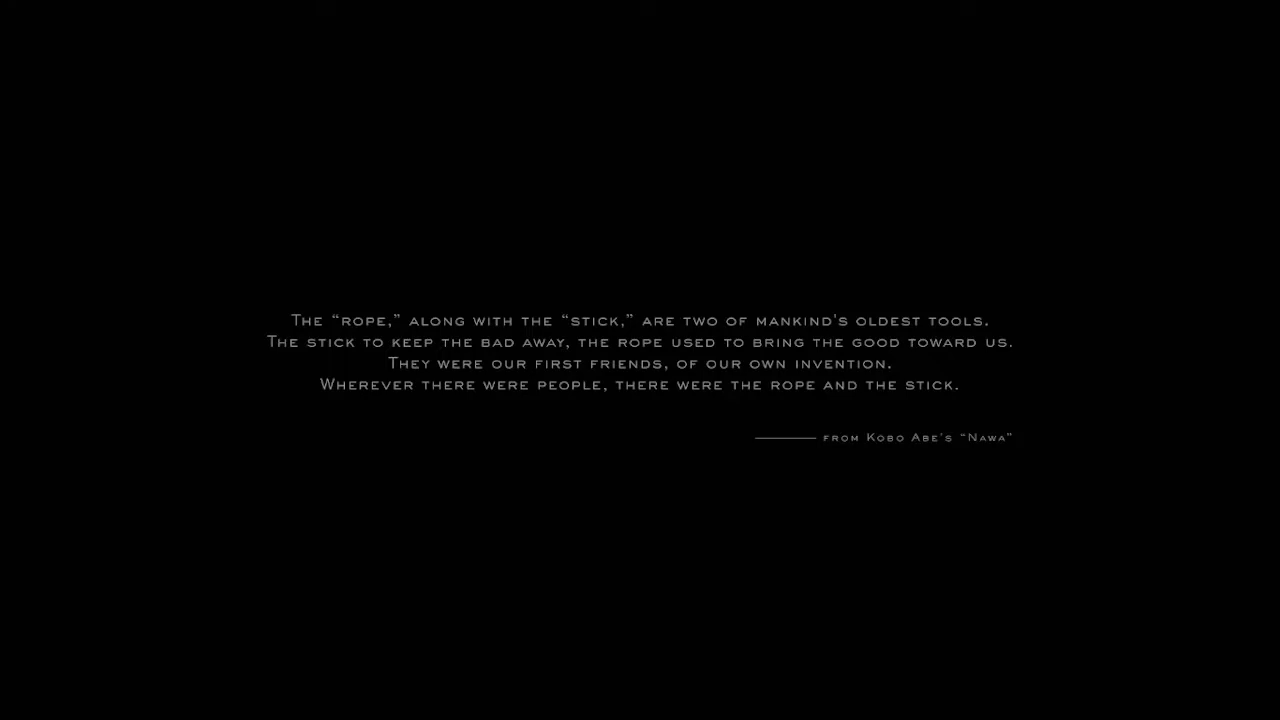 The “rope,” along with the “stick,” are two of mankind's oldest tools.
The stick to keep the bad away, the rope used to bring the good toward us.
They were our first friends, of our own invention.
Wherever there were people, there were the rope and the stick.
——— from Kobo Abe's “Nawa”